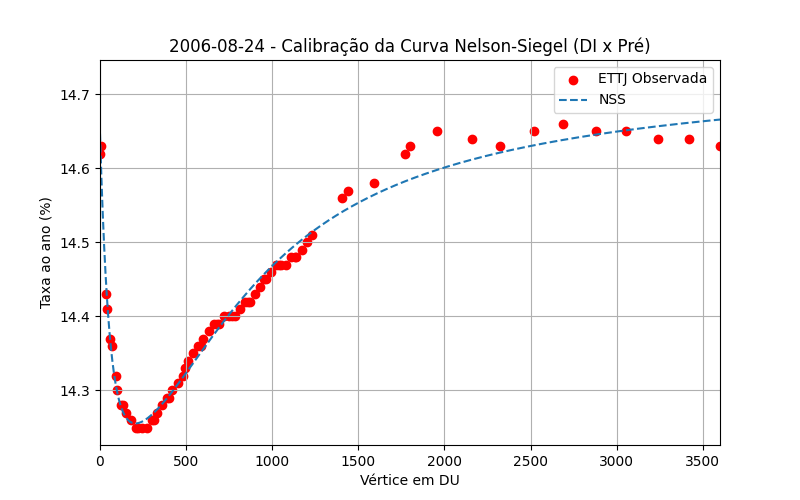 2006-08-24 - Calibração da Curva Nelson-Siegel (DI x Pré)
ETTJ Observada
NSS
Taxa ao ano (%)
14.7
14.6
14.5
14.4
14.3
0 500 1000 1500 2000 2500 3000 3500
Vértice em DU